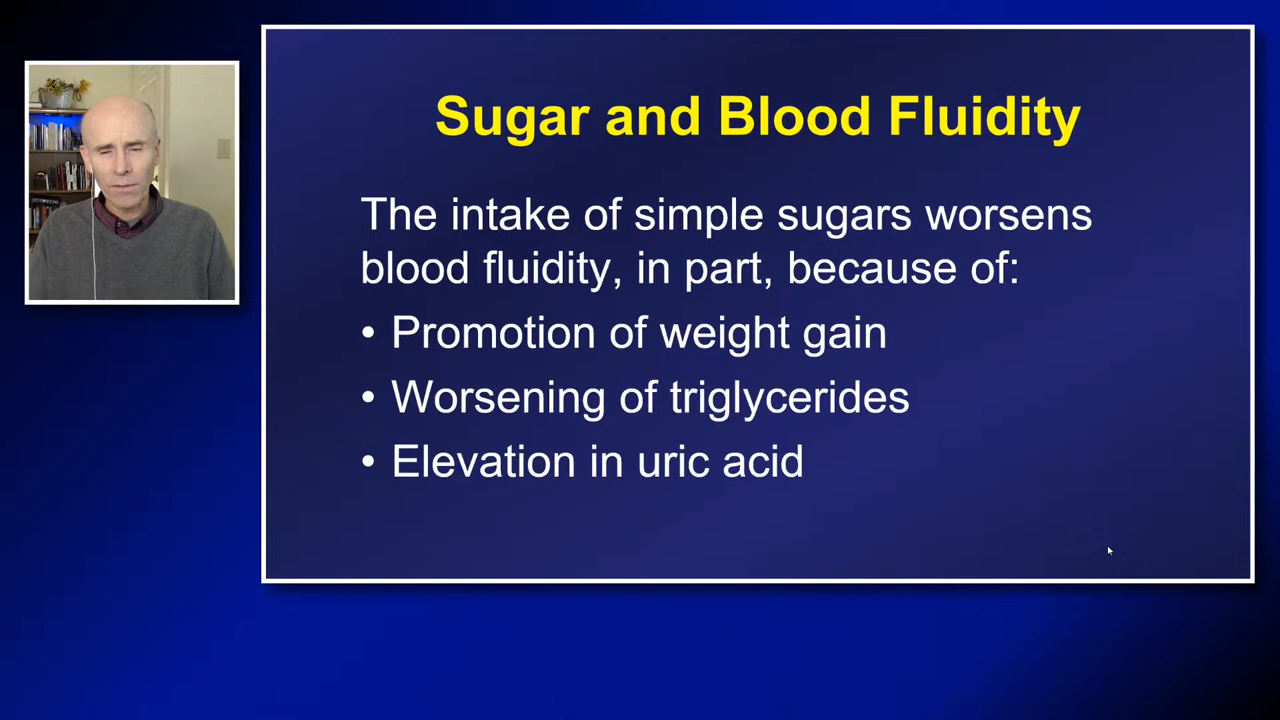 Sugar and Blood Fluidity
The intake of simple sugars worsens
blood fluidity, in part, because of:
• Promotion of weight gain
• Worsening of triglycerides
• Elevation in uric acid